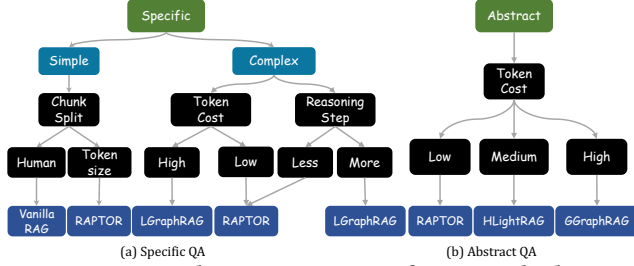 Specific
Abstract
Simple
Complex
Token
Cost
Chunk
Split
Token
Cost
Reasoning
Step
Human
Token
size
High
Low
Less
More
Low
Medium
High
Vanilla
RAG
RAPTOR
LGraphRAG
RAPTOR
LGraphRAG
RAPTOR
HLightRAG
GGraphRAG
(a) Specific QA
(b) Abstract QA